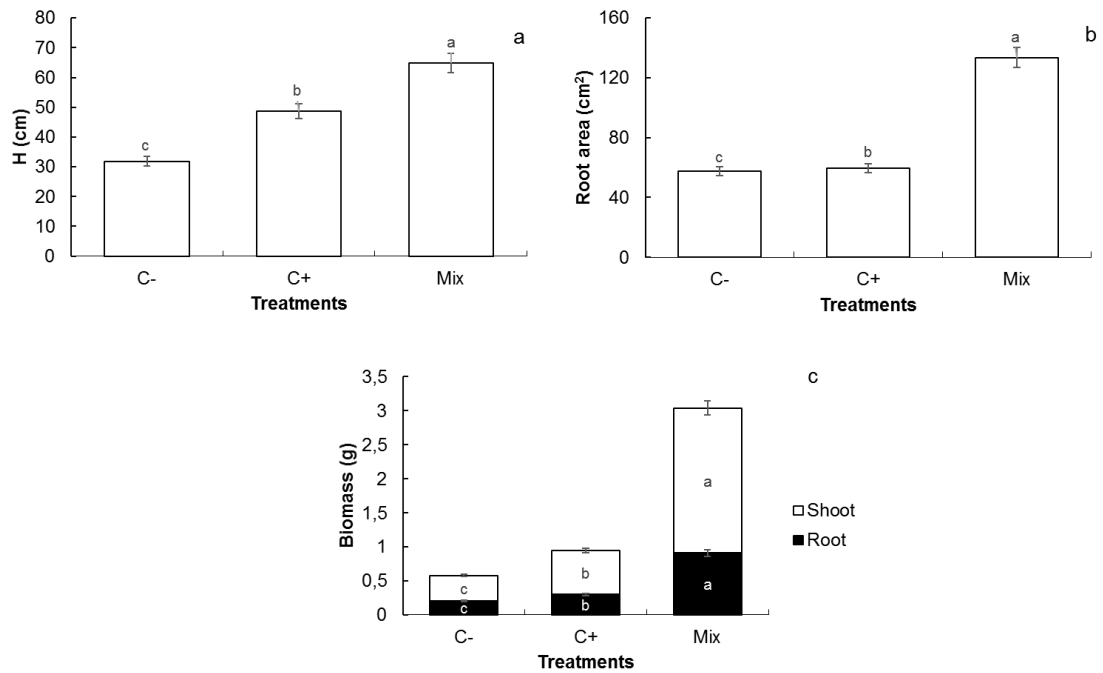 a
H (cm)
80
70
60
50
40
30
20
10
0
c
b
a
C-
C+
Mix
Treatments
b
Root area (cm²)
160
120
80
40
0
c
b
a
C-
C+
Mix
Treatments
c
Biomass (g)
3,5
3
2,5
2
1,5
1
0,5
0
c
c
b
b
a
a
C-
C+
Mix
Treatments
Shoot
Root